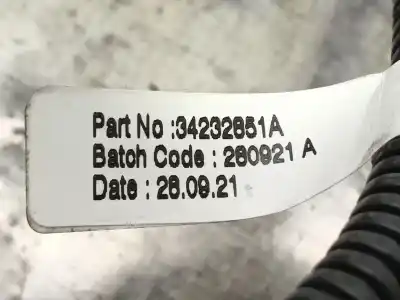 Part No :34232851A
Batch Code : 280921 A
Date : 28.09.21